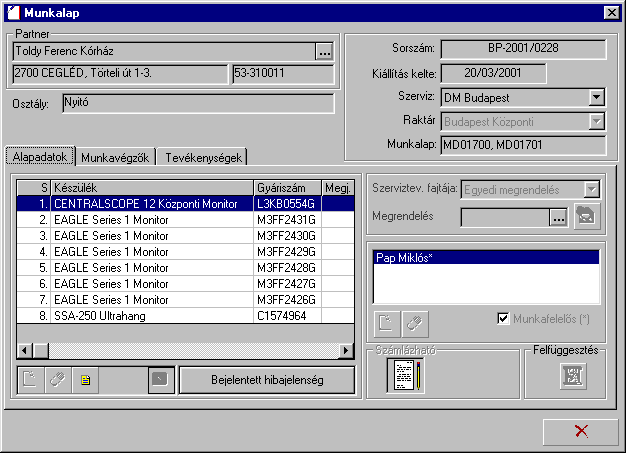 Munkalap
Partner
Toldy Ferenc Kórház ...
2700 CEGLÉD, Törteli út 1-3. 53-310011
Osztály: Nyitó
Sorszám: BP-2001/0228
Kiállítás kelte: 20/03/2001
Szerviz: DM Budapest
Raktár Budapest Központi
Munkalap: MD01700, MD01701
Alapadatok Munkavégzők Tevékenységek
S Készülék Gyáriszám Megj.
1. CENTRALSCOPE 12 Központi Monitor L3KB0554G
2. EAGLE Series 1 Monitor M3FF2431G
3. EAGLE Series 1 Monitor M3FF2430G
4. EAGLE Series 1 Monitor M3FF2429G
5. EAGLE Series 1 Monitor M3FF2428G
6. EAGLE Series 1 Monitor M3FF2427G
7. EAGLE Series 1 Monitor M3FF2426G
8. SSA-250 Ultrahang C1574964
Bejelentett hibajelenség
Szerviztev. fajtája: Egyedi megrendelés
Megrendelés ...
Pap Miklós*
Munkafelelős (*)
Számlázható
Felfüggesztés